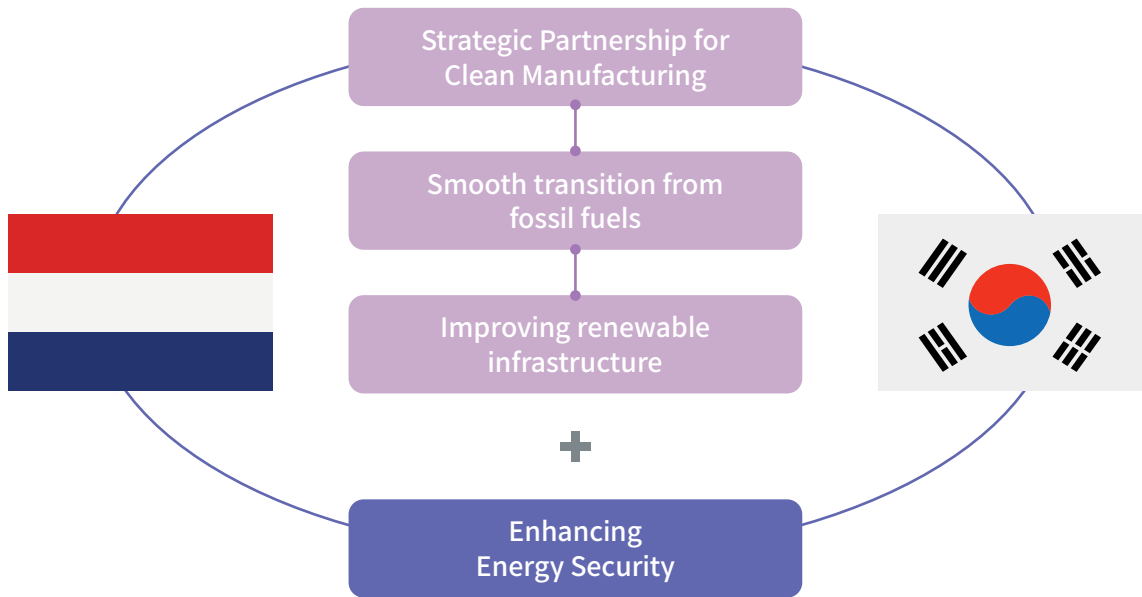 Strategic Partnership for
Clean Manufacturing
Smooth transition from
fossil fuels
Improving renewable
infrastructure
Enhancing
Energy Security